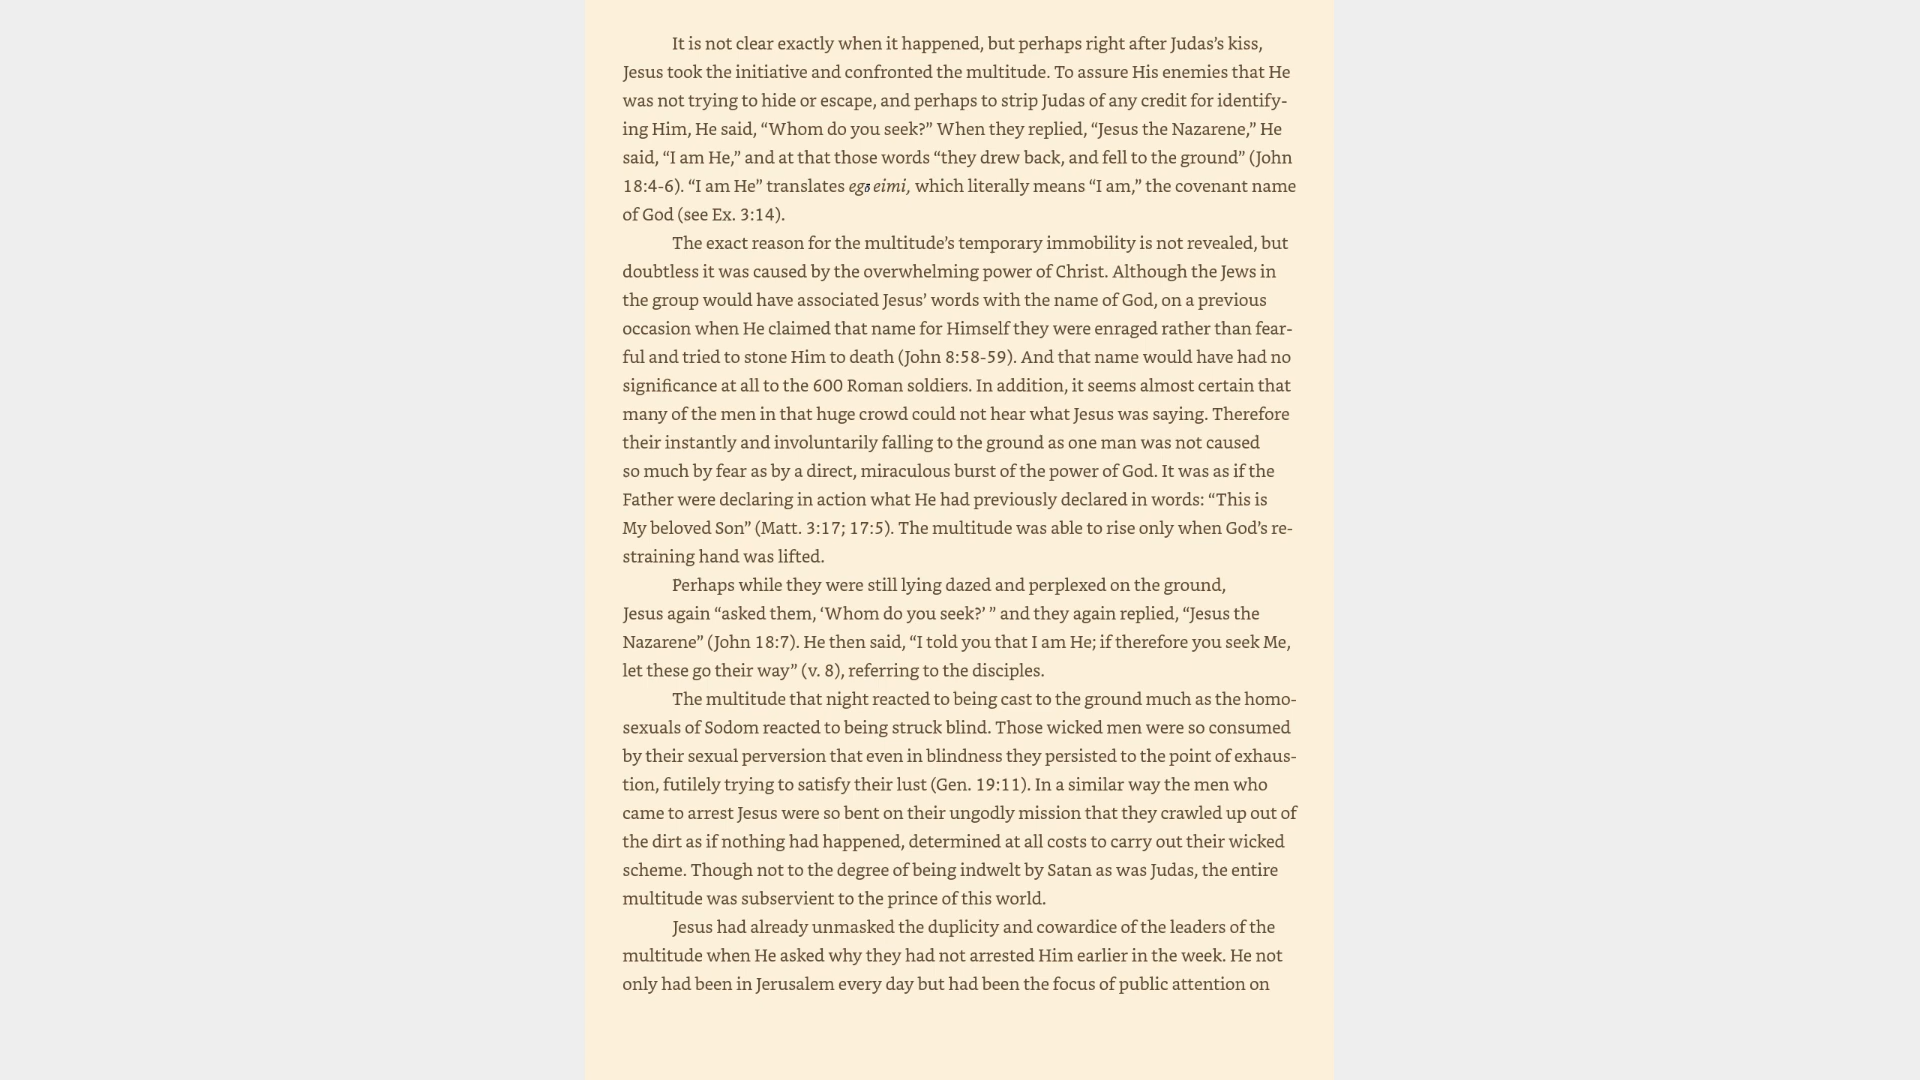 It is not clear exactly when it happened, but perhaps right after Judas’s kiss,
Jesus took the initiative and confronted the multitude. To assure His enemies that He
was not trying to hide or escape, and perhaps to strip Judas of any credit for identify-
ing Him, He said, “Whom do you seek?” When they replied, “Jesus the Nazarene,” He
said, “I am He,” and at that those words “they drew back, and fell to the ground” (John
18:4-6). “I am He” translates egō eimi, which literally means “I am,” the covenant name
of God (see Ex. 3:14).
The exact reason for the multitude’s temporary immobility is not revealed, but
doubtless it was caused by the overwhelming power of Christ. Although the Jews in
the group would have associated Jesus’ words with the name of God, on a previous
occasion when He claimed that name for Himself they were enraged rather than fear-
ful and tried to stone Him to death (John 8:58-59). And that name would have had no
significance at all to the 600 Roman soldiers. In addition, it seems almost certain that
many of the men in that huge crowd could not hear what Jesus was saying. Therefore
their instantly and involuntarily falling to the ground as one man was not caused
so much by fear as by a direct, miraculous burst of the power of God. It was as if the
Father were declaring in action what He had previously declared in words: “This is
My beloved Son” (Matt. 3:17; 17:5). The multitude was able to rise only when God’s re-
straining hand was lifted.
Perhaps while they were still lying dazed and perplexed on the ground,
Jesus again “asked them, ‘Whom do you seek?’ ” and they again replied, “Jesus the
Nazarene” (John 18:7). He then said, “I told you that I am He; if therefore you seek Me,
let these go their way” (v. 8), referring to the disciples.
The multitude that night reacted to being cast to the ground much as the homo-
sexuals of Sodom reacted to being struck blind. Those wicked men were so consumed
by their sexual perversion that even in blindness they persisted to the point of exhaus-
tion, futilely trying to satisfy their lust (Gen. 19:11). In a similar way the men who
came to arrest Jesus were so bent on their ungodly mission that they crawled up out of
the dirt as if nothing had happened, determined at all costs to carry out their wicked
scheme. Though not to the degree of being indwelt by Satan as was Judas, the entire
multitude was subservient to the prince of this world.
Jesus had already unmasked the duplicity and cowardice of the leaders of the
multitude when He asked why they had not arrested Him earlier in the week. He not
only had been in Jerusalem every day but had been the focus of public attention on